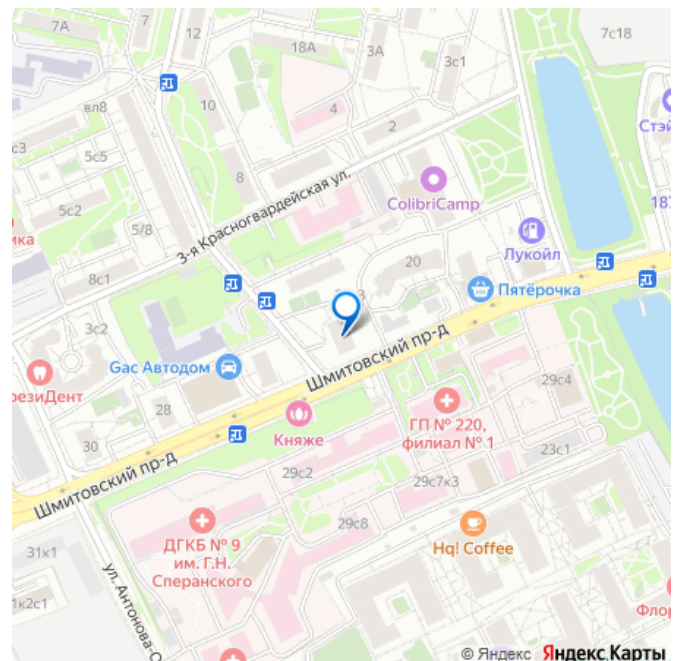 7А
7
12
18А
3А
3с1
7с18
вл8
10
4
2
Стэй
с3
5с5
8
3-я Красногвардейская ул.
ColibriCamp
187
5с2
5/8
ика
Лукойл
8с1
20
Пятёрочка
3с2
Gac Автодом
Шмитовский пр-д
резиДент
28
29с4
ГП № 220,
филиал № 1
Княже
30
23с1
Шмитовский пр-д
29с2
29с7к3
29с8
31к1
ДГКБ № 9
им. Г.Н.
Сперанского
Hq! Coffee
ул. Антонова-О
1к2с1
Флор
© Яндекс Яндекс Карты